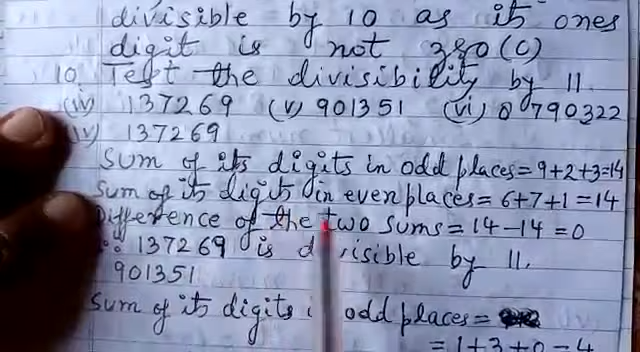 divisible by 10 as its ones
digit is not zero (0)
10 Test the divisibility by 11.
(iv) 137269 (v) 901351 (vi) 8790322
iv) 137269
Sum of its digits in odd places = 9+2+3=14
Sum of its digits in even places = 6+7+1=14
Difference of the two sums = 14-14=0
∴ 137269 is divisible by 11.
901351
Sum of its digits odd places =
= 1+3+0=4